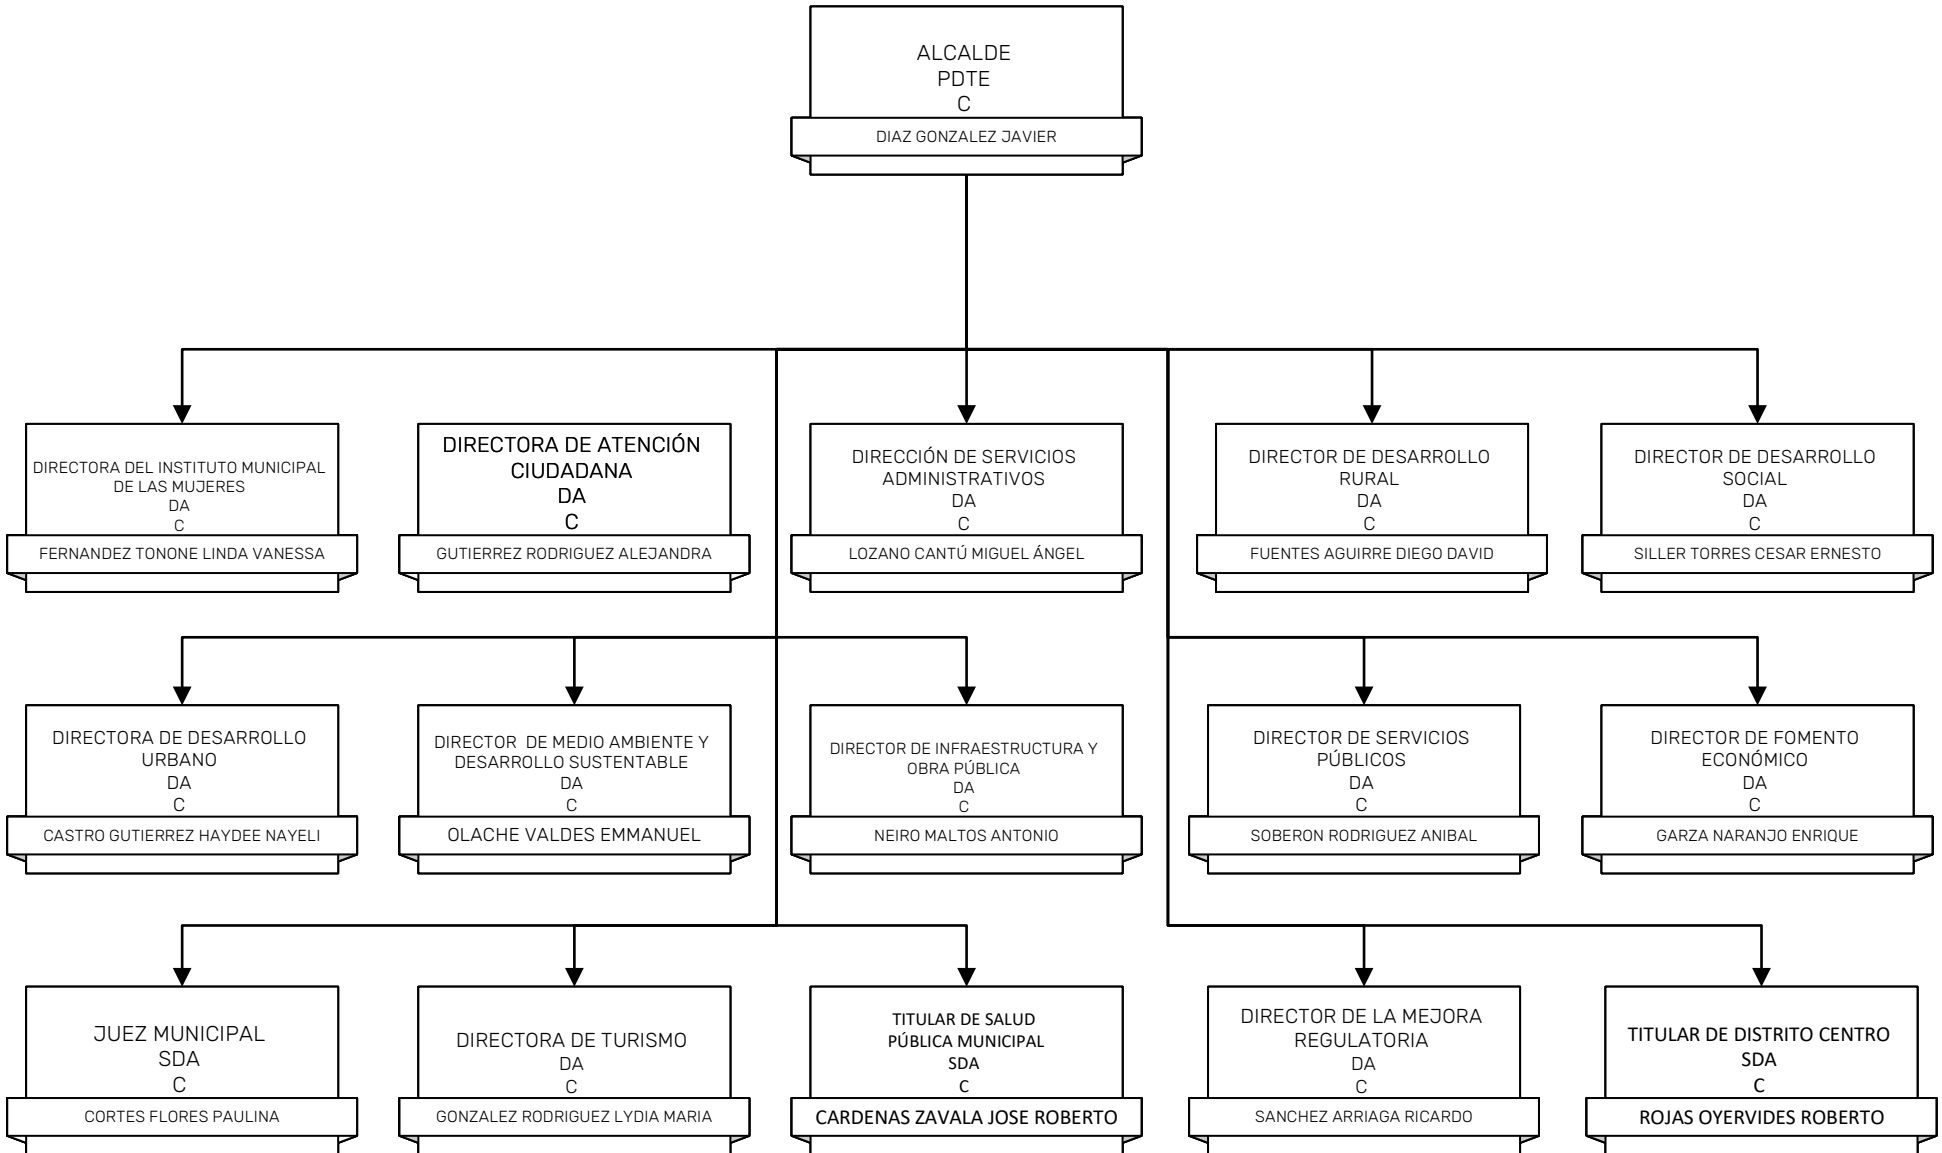 ALCALDE
PDTE
C
DIAZ GONZALEZ JAVIER
DIRECTORA DEL INSTITUTO MUNICIPAL
DE LAS MUJERES
DA
C
FERNANDEZ TONONE LINDA VANESSA
DIRECTORA DE ATENCIÓN
CIUDADANA
DA
C
GUTIERREZ RODRIGUEZ ALEJANDRA
DIRECCIÓN DE SERVICIOS
ADMINISTRATIVOS
DA
C
LOZANO CANTÚ MIGUEL ÁNGEL
DIRECTOR DE DESARROLLO
RURAL
DA
C
FUENTES AGUIRRE DIEGO DAVID
DIRECTOR DE DESARROLLO
SOCIAL
DA
C
SILLER TORRES CESAR ERNESTO
DIRECTORA DE DESARROLLO
URBANO
DA
C
CASTRO GUTIERREZ HAYDEE NAYELI
DIRECTOR DE MEDIO AMBIENTE Y
DESARROLLO SUSTENTABLE
DA
C
OLACHE VALDES EMMANUEL
DIRECTOR DE INFRAESTRUCTURA Y
OBRA PÚBLICA
DA
C
NEIRO MALTOS ANTONIO
DIRECTOR DE SERVICIOS
PÚBLICOS
DA
C
SOBERON RODRIGUEZ ANIBAL
DIRECTOR DE FOMENTO
ECONÓMICO
DA
C
GARZA NARANJO ENRIQUE
JUEZ MUNICIPAL
SDA
C
CORTES FLORES PAULINA
DIRECTORA DE TURISMO
DA
C
GONZALEZ RODRIGUEZ LYDIA MARIA
TITULAR DE SALUD
PÚBLICA MUNICIPAL
SDA
C
CARDENAS ZAVALA JOSE ROBERTO
DIRECTOR DE LA MEJORA
REGULATORIA
DA
C
SANCHEZ ARRIAGA RICARDO
TITULAR DE DISTRITO CENTRO
SDA
C
ROJAS OYERVIDES ROBERTO